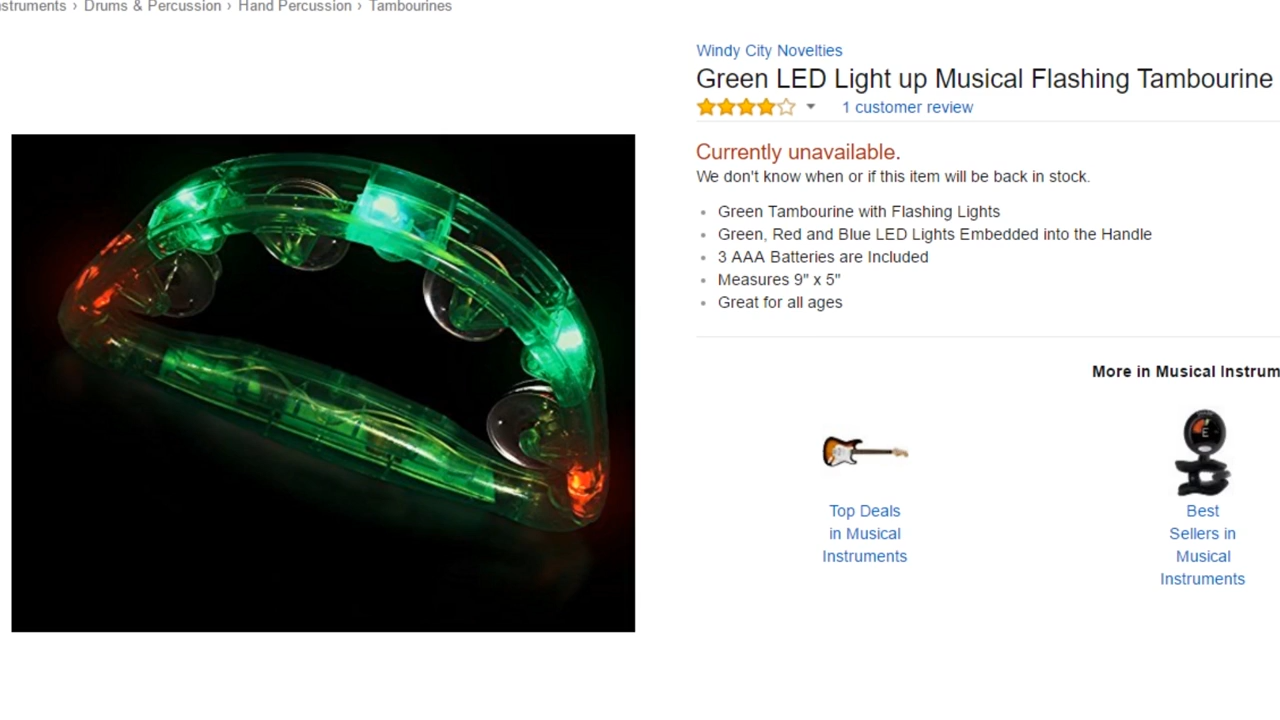 struments › Drums & Percussion › Hand Percussion › Tambourines
Windy City Novelties
Green LED Light up Musical Flashing Tambourine
1 customer review
Currently unavailable.
We don't know when or if this item will be back in stock.
• Green Tambourine with Flashing Lights
• Green, Red and Blue LED Lights Embedded into the Handle
• 3 AAA Batteries are Included
• Measures 9" x 5"
• Great for all ages
More in Musical Instrum
E
Top Deals
in Musical
Instruments
Best
Sellers in
Musical
Instruments